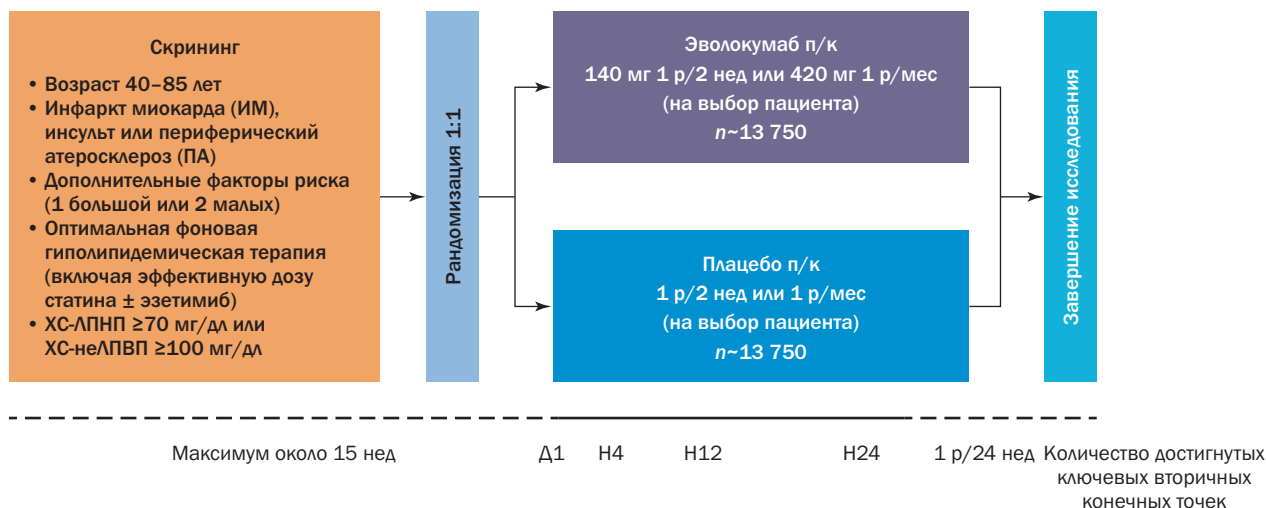 Скрининг
• Возраст 40–85 лет
• Инфаркт миокарда (ИМ),
инсульт или периферический
атеросклероз (ПА)
• Дополнительные факторы риска
(1 большой или 2 малых)
• Оптимальная фоновая
гиполипидемическая терапия
(включая эффективную дозу
статина ± эзетимиб)
• ХС-ЛПНП ≥70 мг/дл или
ХС-неЛПВП ≥100 мг/дл
Рандомизация 1:1
Эволокумаб п/к
140 мг 1 р/2 нед или 420 мг 1 р/мес
(на выбор пациента)
n~13 750
Плацебо п/к
1 р/2 нед или 1 р/мес
(на выбор пациента)
n~13 750
Завершение исследования
Максимум около 15 нед
Д1
Н4
Н12
Н24
1 р/24 нед
Количество достигнутых
ключевых вторичных
конечных точек